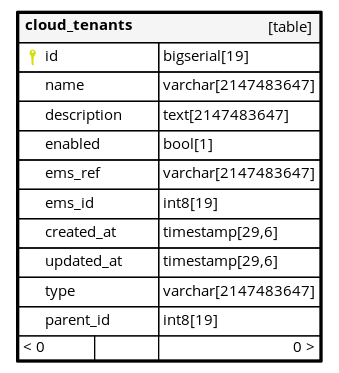 cloud_tenants [table]
id bigserial[19]
name varchar[2147483647]
description text[2147483647]
enabled bool[1]
ems_ref varchar[2147483647]
ems_id int8[19]
created_at timestamp[29,6]
updated_at timestamp[29,6]
type varchar[2147483647]
parent_id int8[19]
< 0 0 >